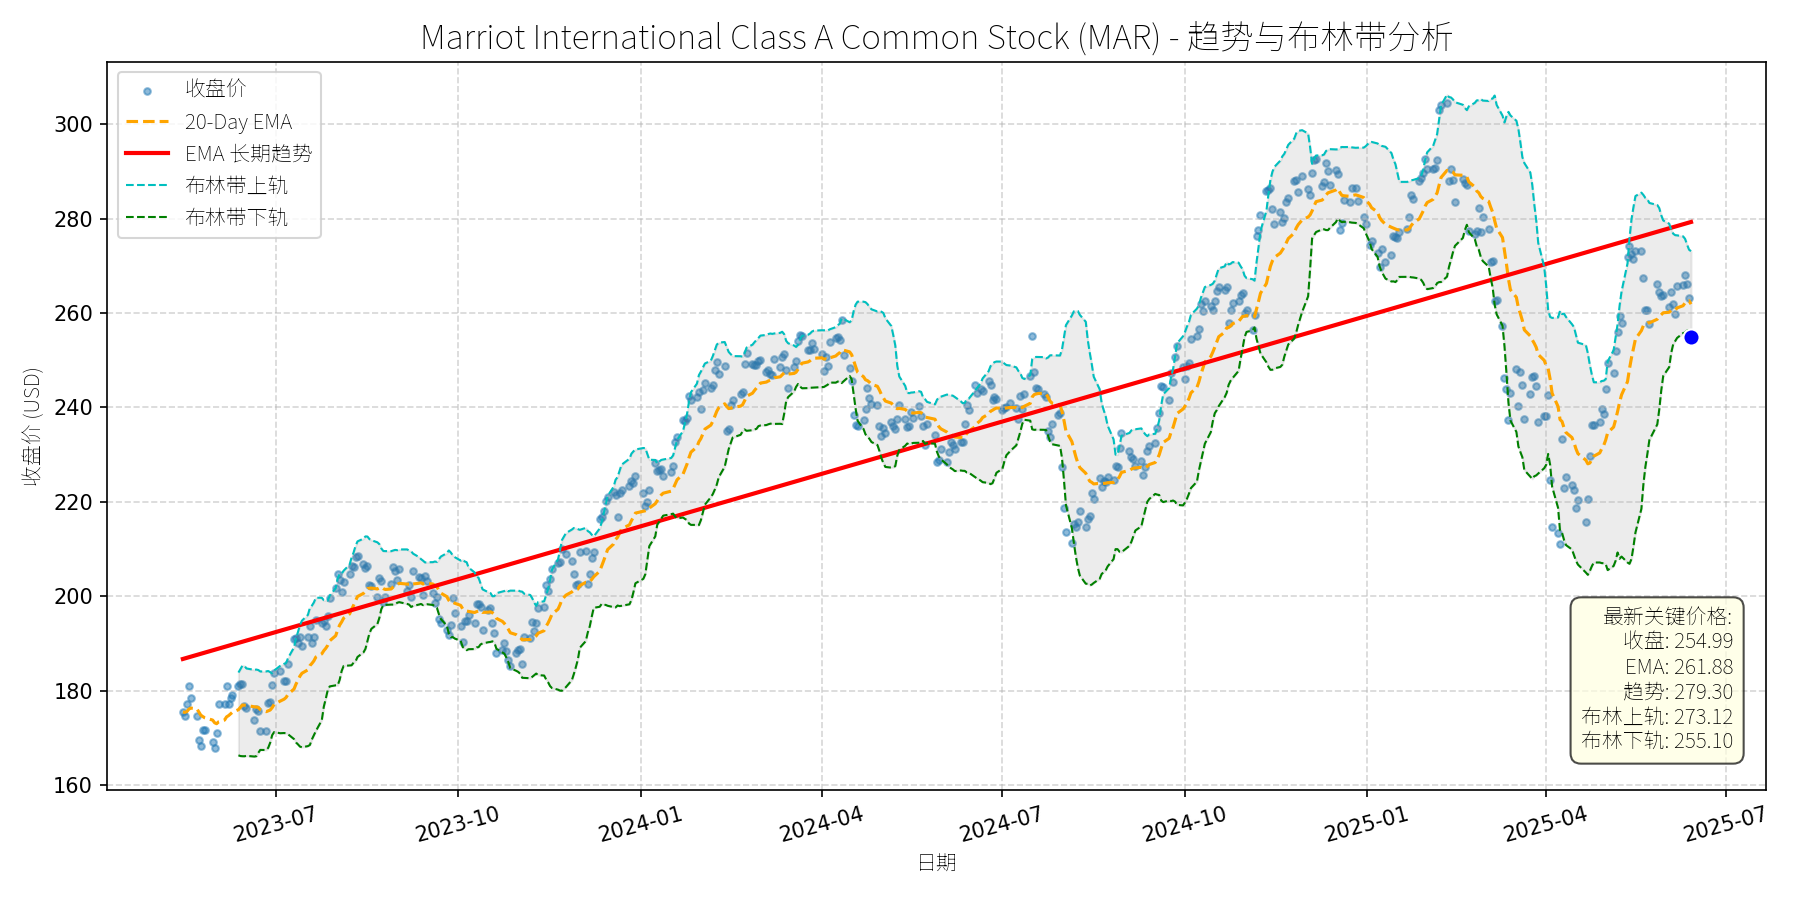 Marriot International Class A Common Stock (MAR) - 趋势与布林带分析
收盘价
20-Day EMA
EMA 长期趋势
布林带上轨
布林带下轨
收盘价 (USD)
300
280
260
240
220
200
180
160
最新关键价格:
收盘: 254.99
EMA: 261.88
趋势: 279.30
布林上轨: 273.12
布林下轨: 255.10
2023-07
2023-10
2024-01
2024-04
2024-07
2024-10
2025-01
2025-04
2025-07
日期